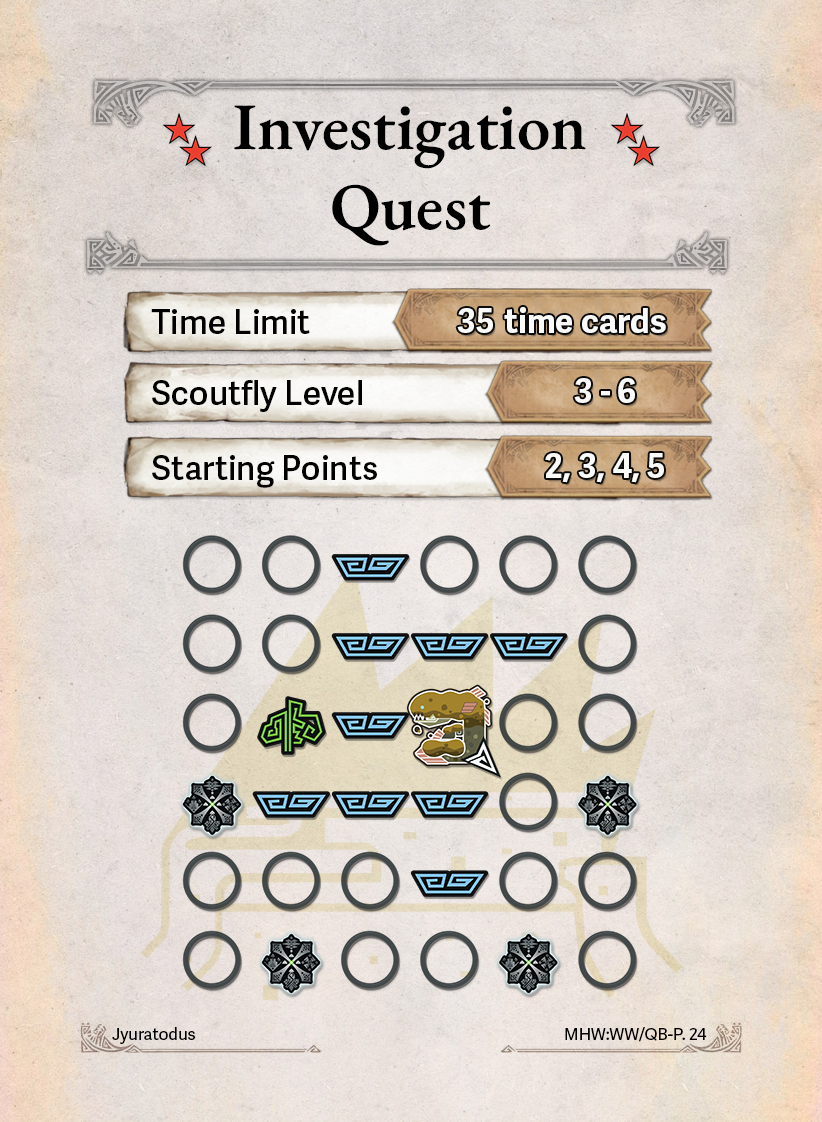 Investigation
Quest
Time Limit 35 time cards
Scoutfly Level 3 - 6
Starting Points 2, 3, 4, 5
Jyuratodus MHW:WW/QB-P. 24